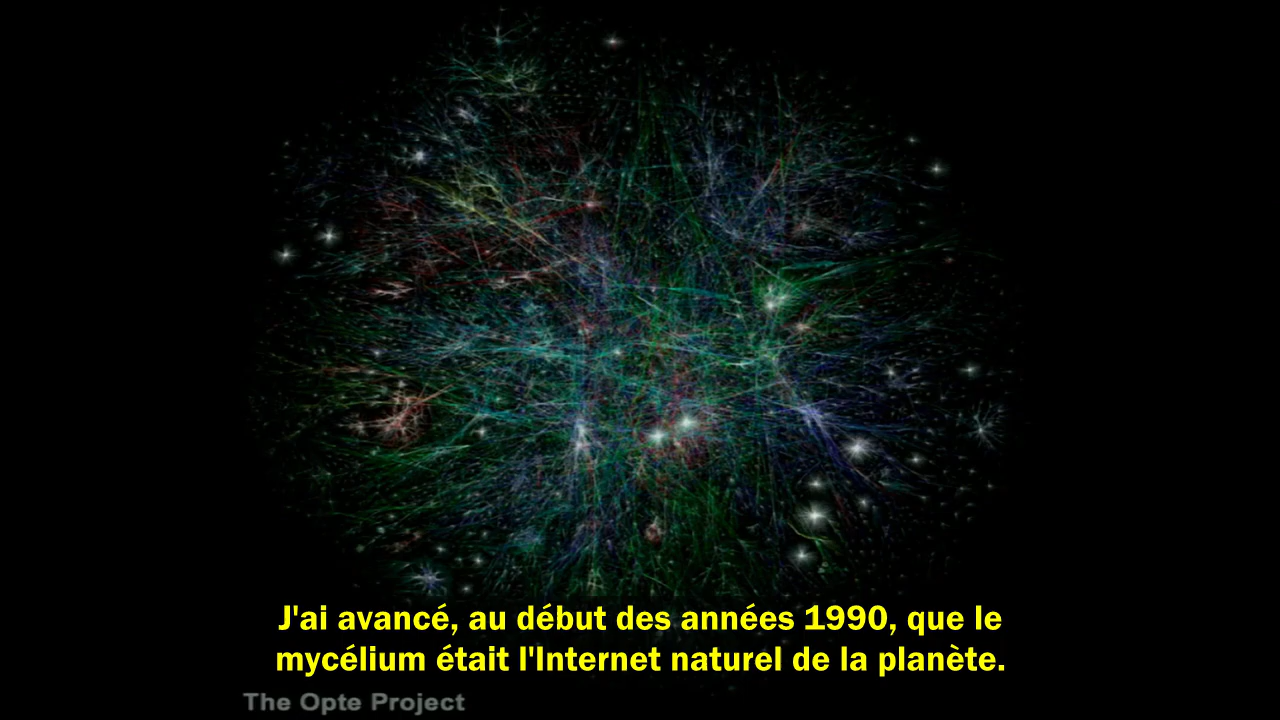 J'ai avancé, au début des années 1990, que le
mycélium était l'Internet naturel de la planète.
The Opte Project